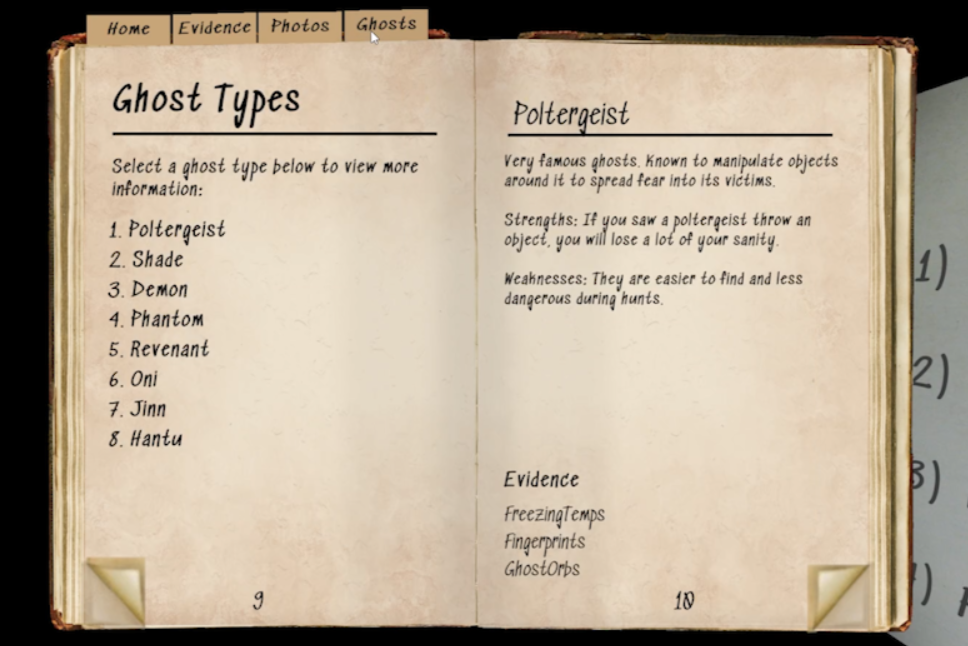 Home Evidence Photos Ghosts
Ghost Types
Select a ghost type below to view more
information:
1. Poltergeist
2. Shade
3. Demon
4. Phantom
5. Revenant
6. Oni
7. Jinn
8. Hantu
9
Poltergeist
Very famous ghosts. Known to manipulate objects
around it to spread fear into its victims.
Strengths: If you saw a poltergeist throw an
object, you will lose a lot of your sanity.
Weaknesses: They are easier to find and less
dangerous during hunts.
Evidence
FreezingTemps
Fingerprints
GhostOrbs
10
1)
2)
3)